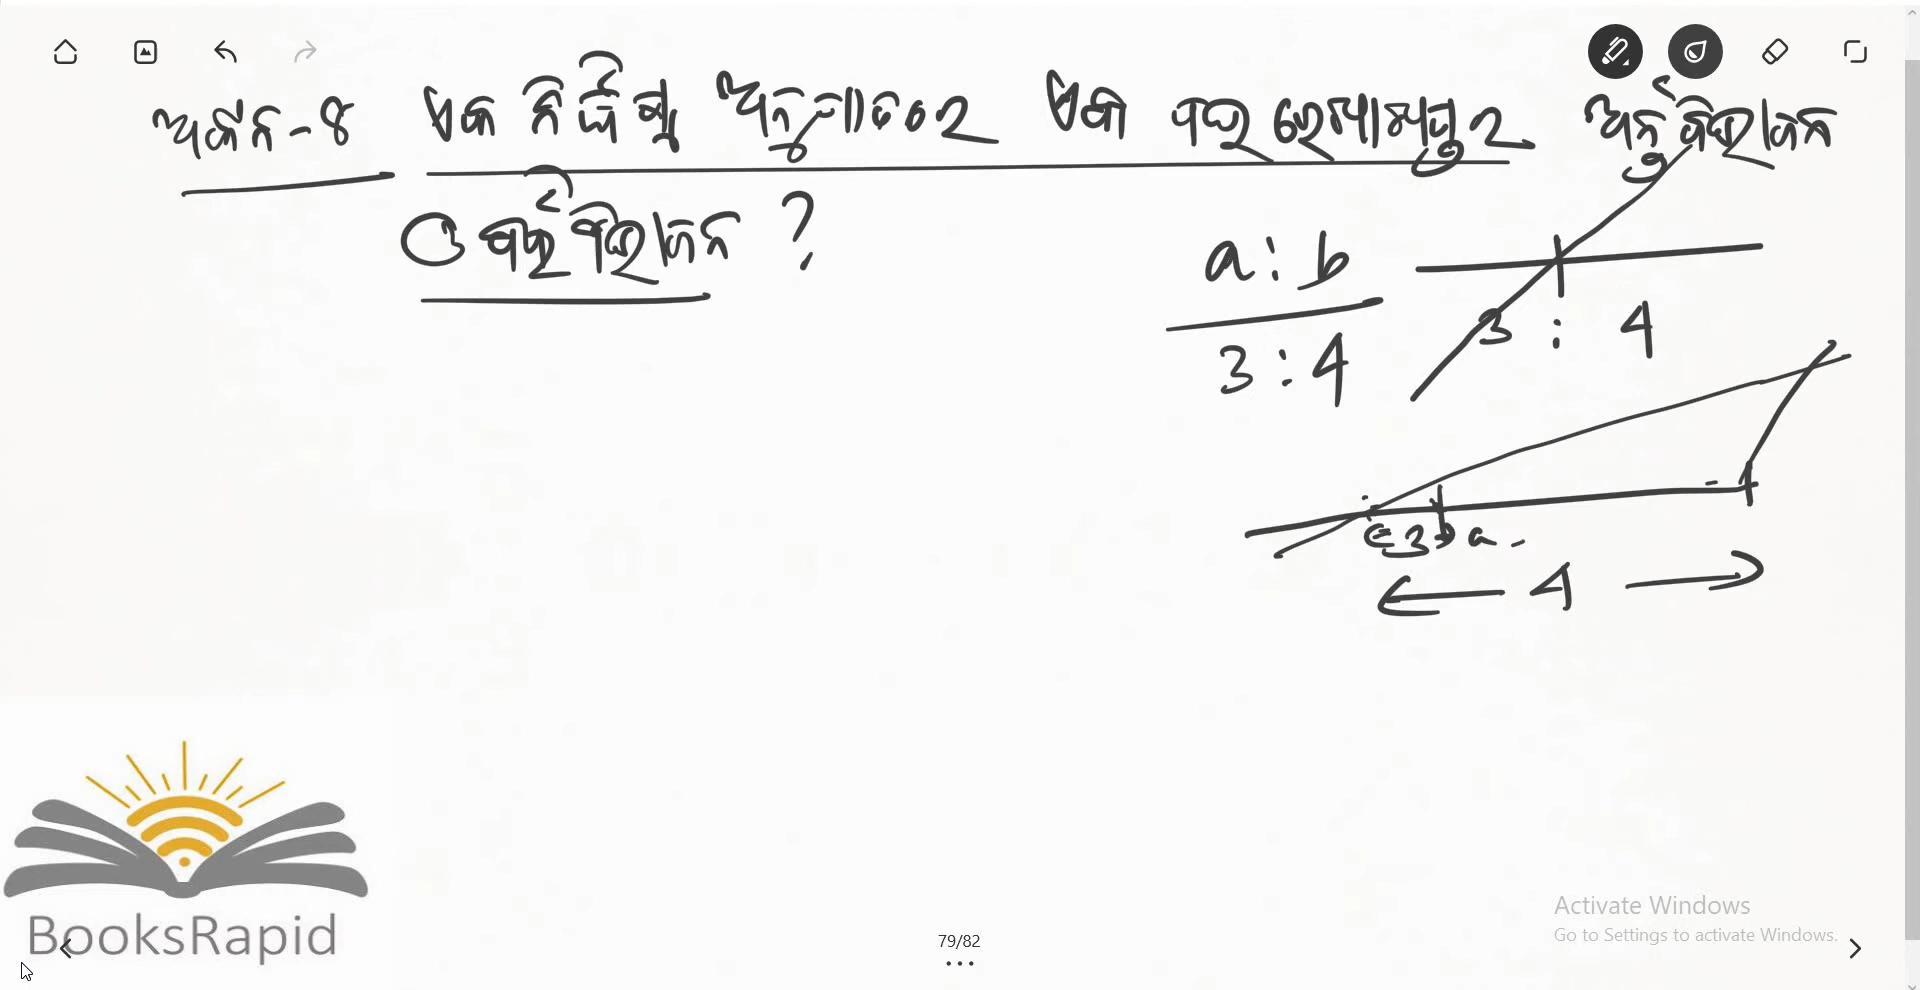 ଅଙ୍କନ-୪ ଏକ ନିର୍ଦ୍ଦିଷ୍ଟ ଅନୁପାତରେ ଏକ ସରଳ ରେଖାଖଣ୍ଡର ଅନ୍ତର୍ବିଭାଜନ
ଓ ବହିର୍ବିଭାଜନ ?
a : b
3 : 4
3 : 4
3 a
4
BooksRapid
79/82
Activate Windows
Go to Settings to activate Windows.